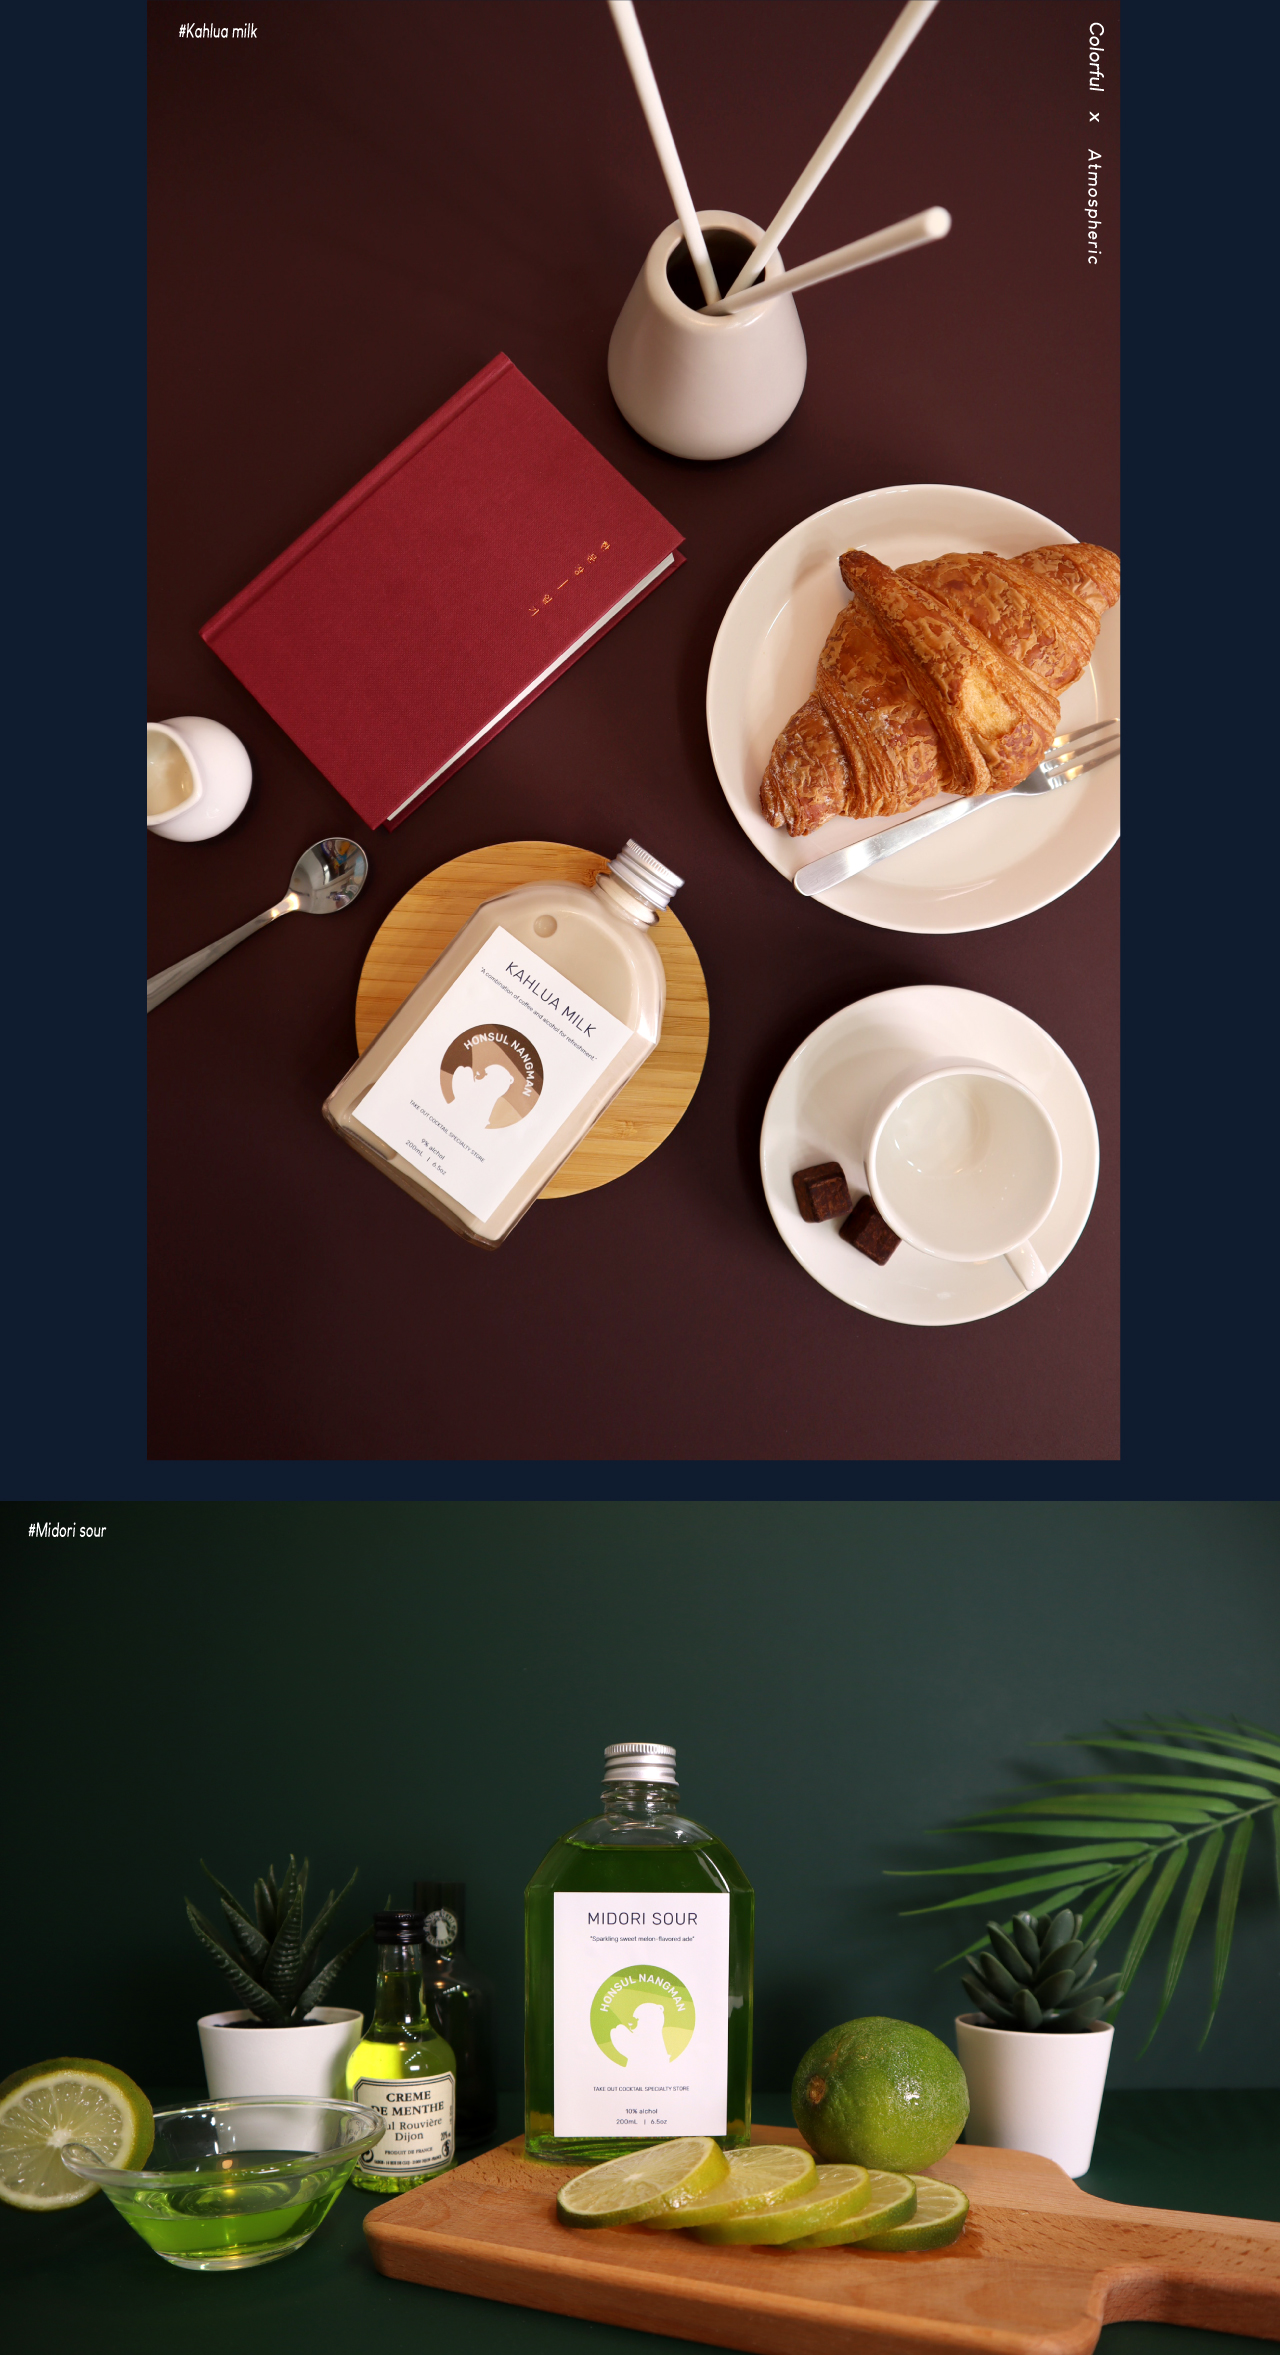 #Kahlua milk
Colorful x Atmospheric
KAHLUA MILK
"A combination of coffee and alcohol for refreshment"
HONSUL NANGMAN
TAKE OUT COCKTAIL SPECIALTY STORE
9% alchol
200mL | 6.5oz
#Midori sour
MIDORI SOUR
"Sparkling sweet melon-flavored ade"
HONSUL NANGMAN
TAKE OUT COCKTAIL SPECIALTY STORE
10% alchol
200mL | 6.5oz
CREME
DE MENTHE
ul Rouvière
Dijon
PRODUIT DE FRANCE